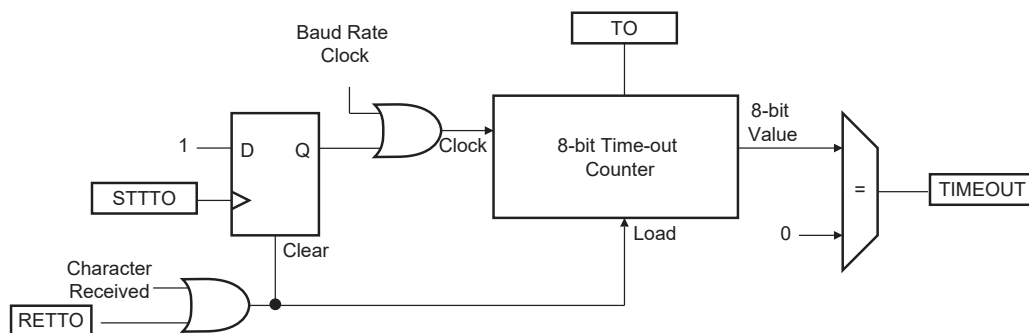 TO
Baud Rate
Clock
8-bit
Value
1
D
Q
Clock
8-bit Time-out
Counter
STTTO
=
TIMEOUT
Clear
Load
0
Character
Received
RETTO